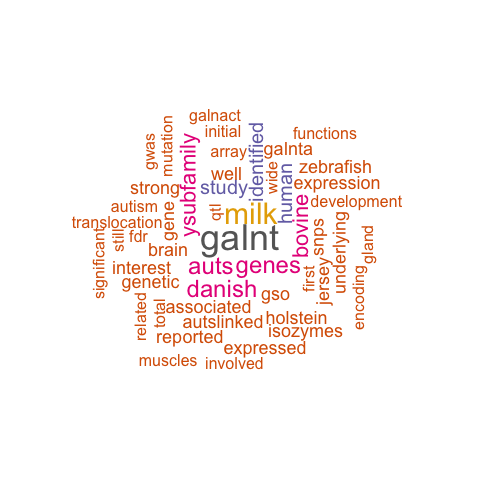 galnact
initial
functions
gwas
mutation
array
identified
galnta
ysubfamily
well
wide
zebrafish
strong
study
human
expression
autism
gene
qtl
milk
development
translocation
galnt
bovine
snps
still
fdr
brain
underlying
gland
significant
interest
auts
genes
first
jersey
genetic
danish
gso
encoding
related
total
associated
holstein
autslinked
isozymes
reported
expressed
muscles
involved